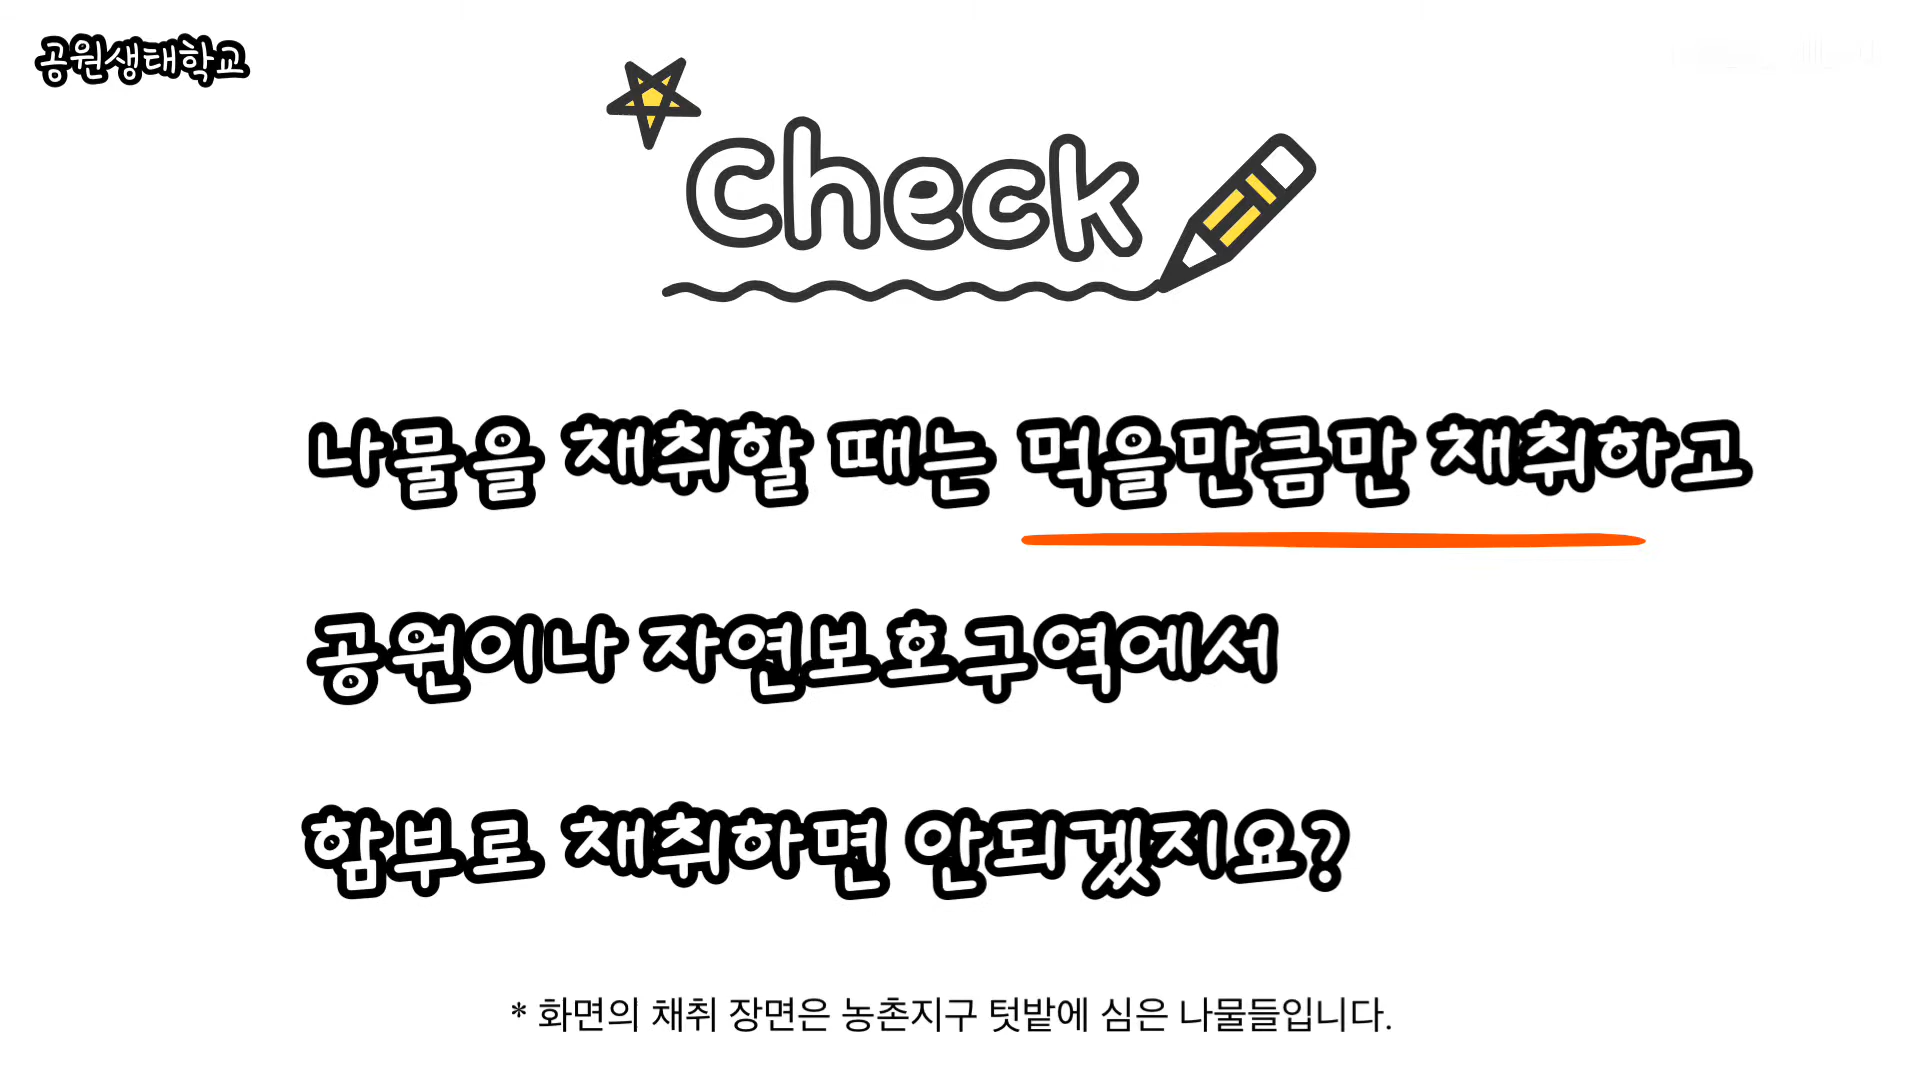 공원생태학교
Check
나물을 채취할 때는 먹을만큼만 채취하고
공원이나 자연보호구역에서
함부로 채취하면 안되겠지요?
* 화면의 채취 장면은 농촌지구 텃밭에 심은 나물들입니다.